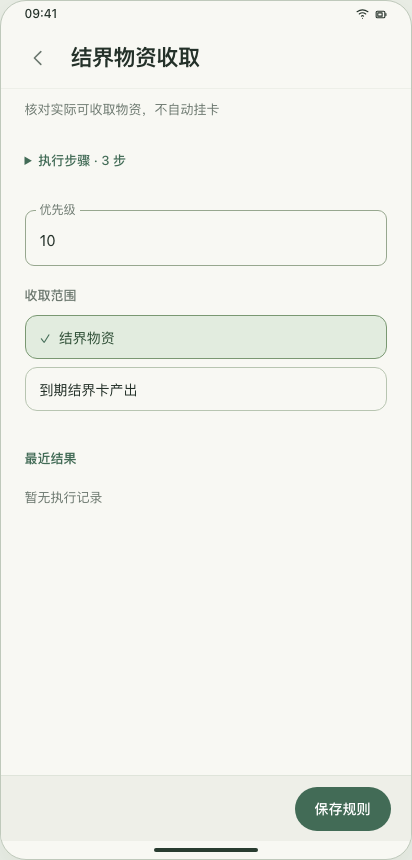 09:41
结界物资收取
核对实际可收取物资，不自动挂卡
▶ 执行步骤 · 3 步
优先级
10
收取范围
✓ 结界物资
到期结界卡产出
最近结果
暂无执行记录
保存规则